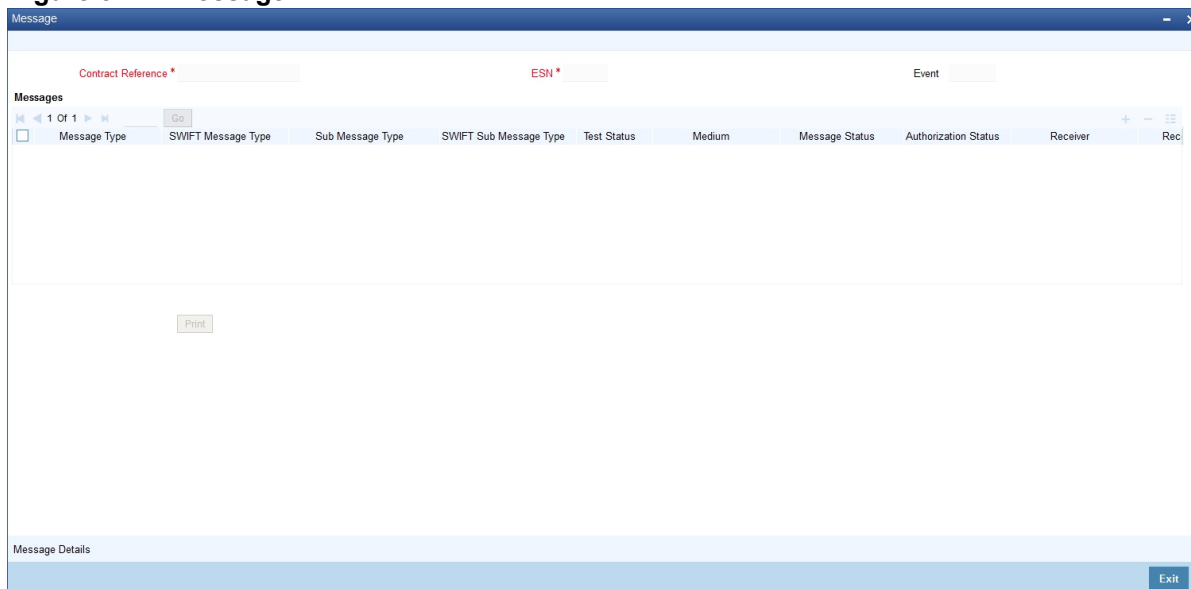 Message
Contract Reference *
ESN *
Event
Messages
1 Of 1
Go
Message Type SWIFT Message Type Sub Message Type SWIFT Sub Message Type Test Status Medium Message Status Authorization Status Receiver Rec
Print
Message Details
Exit